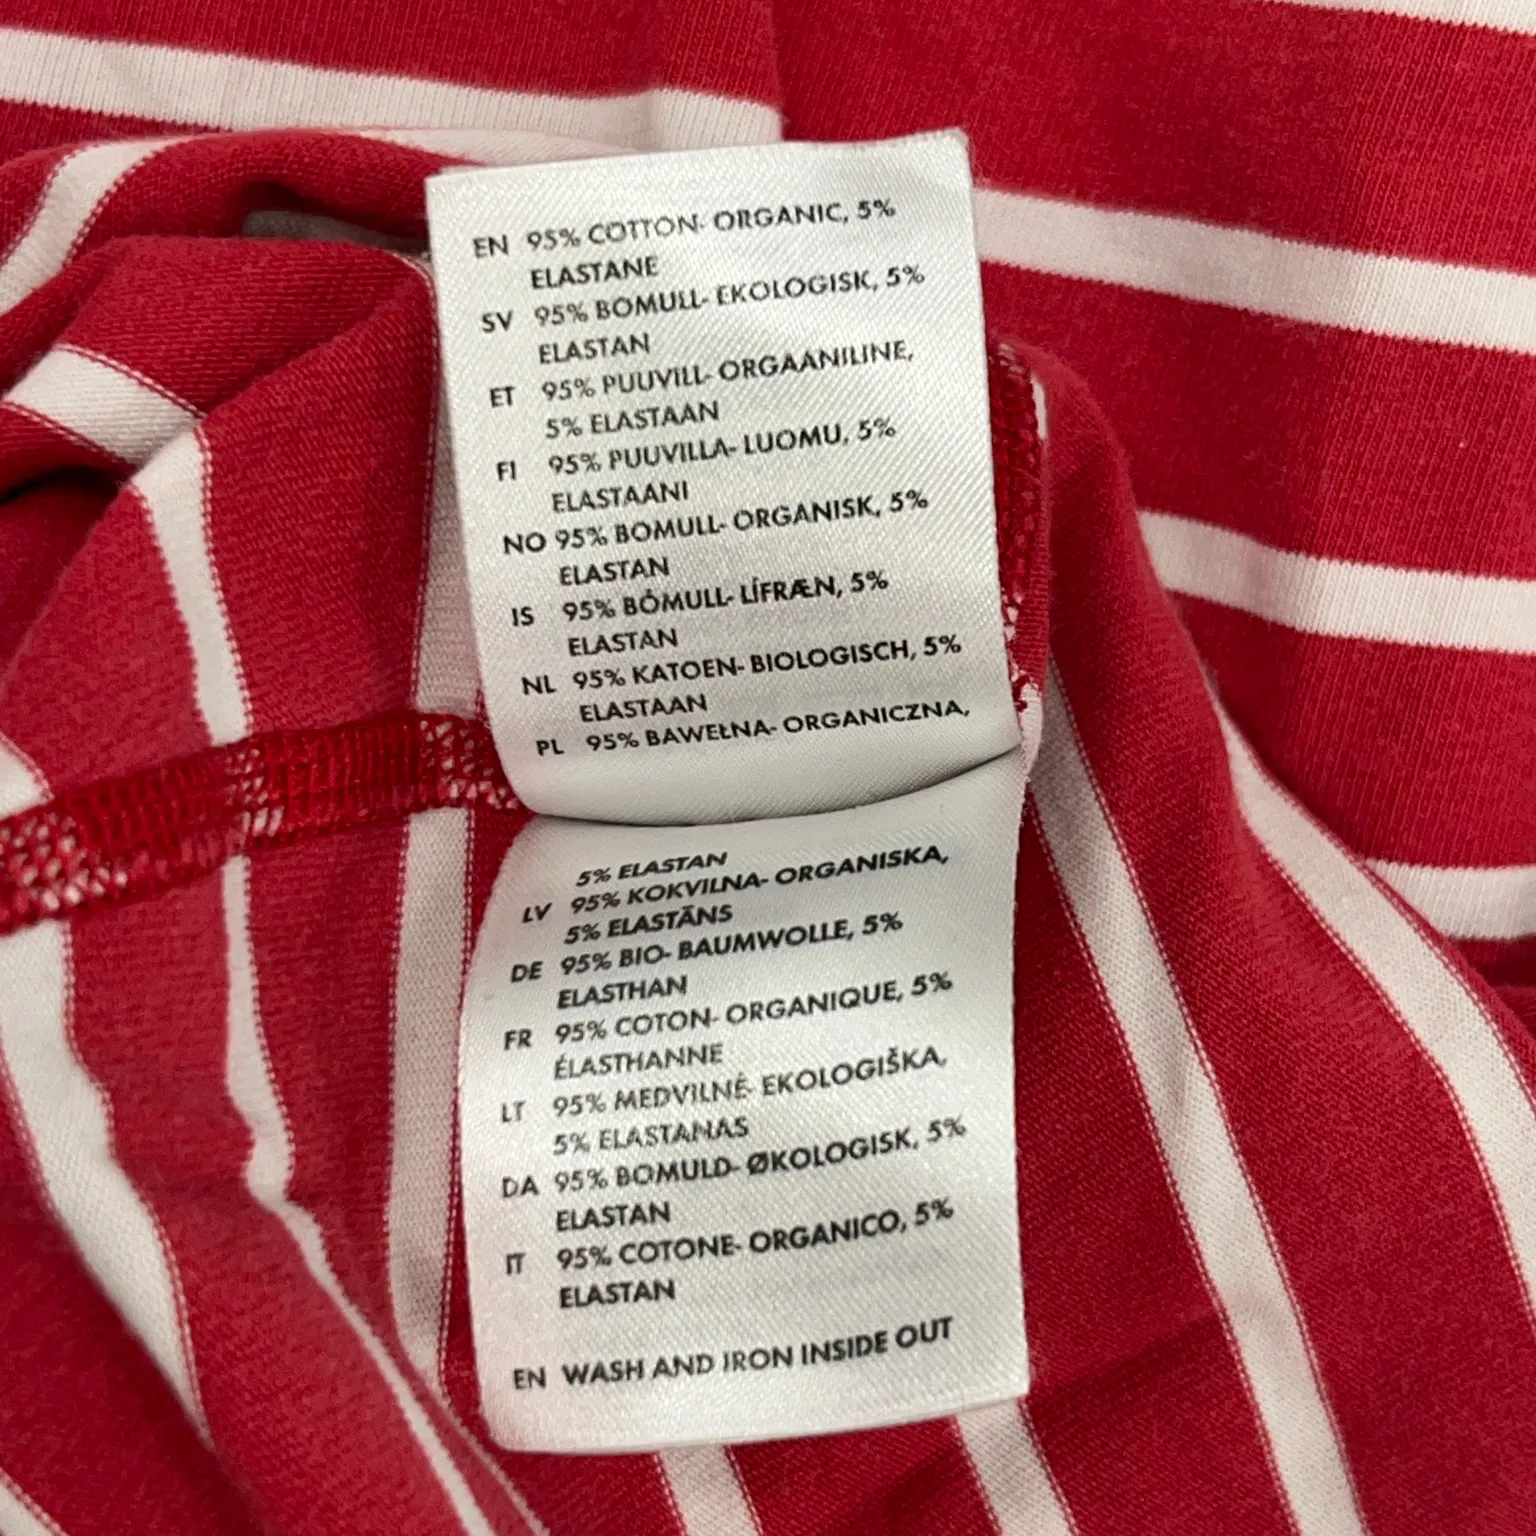 EN 95% COTTON- ORGANIC, 5%
ELASTANE
SV 95% BOMULL- EKOLOGISK, 5%
ELASTAN
ET 95% PUUVILL- ORGAANILINE,
5% ELASTAAN
FI 95% PUUVILLA- LUOMU, 5%
ELASTAANI
NO 95% BOMULL- ORGANISK, 5%
ELASTAN
IS 95% BÓMULL- LÍFRÆN, 5%
ELASTAN
NL 95% KATOEN- BIOLOGISCH, 5%
ELASTAAN
PL 95% BAWEŁNA- ORGANICZNA,
5% ELASTAN
LV 95% KOKVILNA- ORGANISKA,
5% ELASTĀNS
DE 95% BIO- BAUMWOLLE, 5%
ELASTHAN
FR 95% COTON- ORGANIQUE, 5%
ÉLASTHANNE
LT 95% MEDVILNĖ- EKOLOGIŠKA,
5% ELASTANAS
DA 95% BOMULD- ØKOLOGISK, 5%
ELASTAN
IT 95% COTONE- ORGANICO, 5%
ELASTAN
EN WASH AND IRON INSIDE OUT